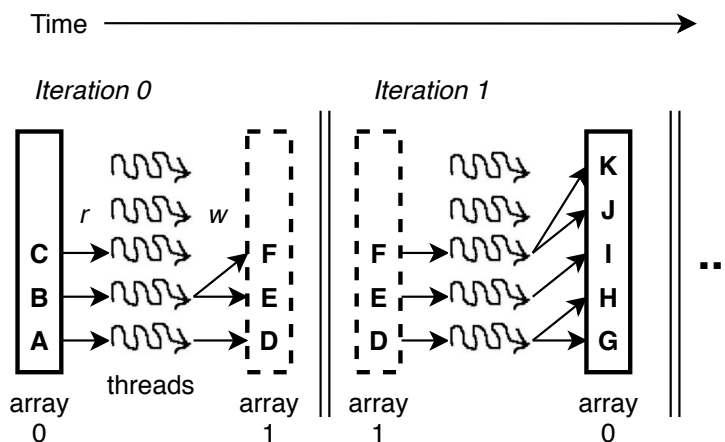 Time
Iteration 0 Iteration 1
K
r w J
C F F I
B E E H
A D D G
threads
array array array array
0 1 1 0
..